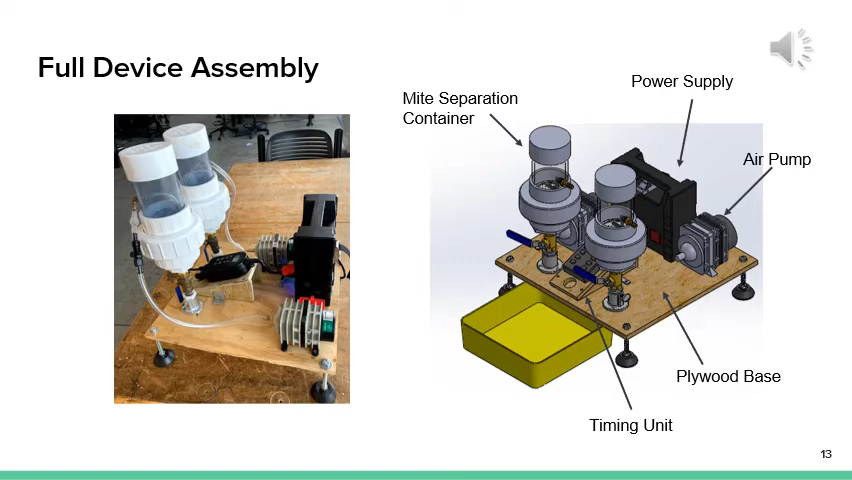 Full Device Assembly
Mite Separation
Container
Power Supply
Air Pump
Plywood Base
Timing Unit
13